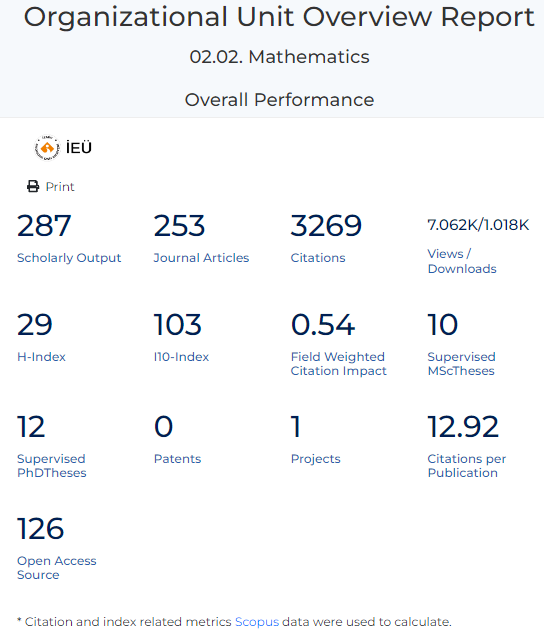 Organizational Unit Overview Report
02.02. Mathematics
Overall Performance
İEÜ
Print
287
Scholarly Output
253
Journal Articles
3269
Citations
7.062K/1.018K
Views /
Downloads
29
H-Index
103
I10-Index
0.54
Field Weighted
Citation Impact
10
Supervised
MScTheses
12
Supervised
PhDTheses
0
Patents
1
Projects
12.92
Citations per
Publication
126
Open Access
Source
* Citation and index related metrics Scopus data were used to calculate.